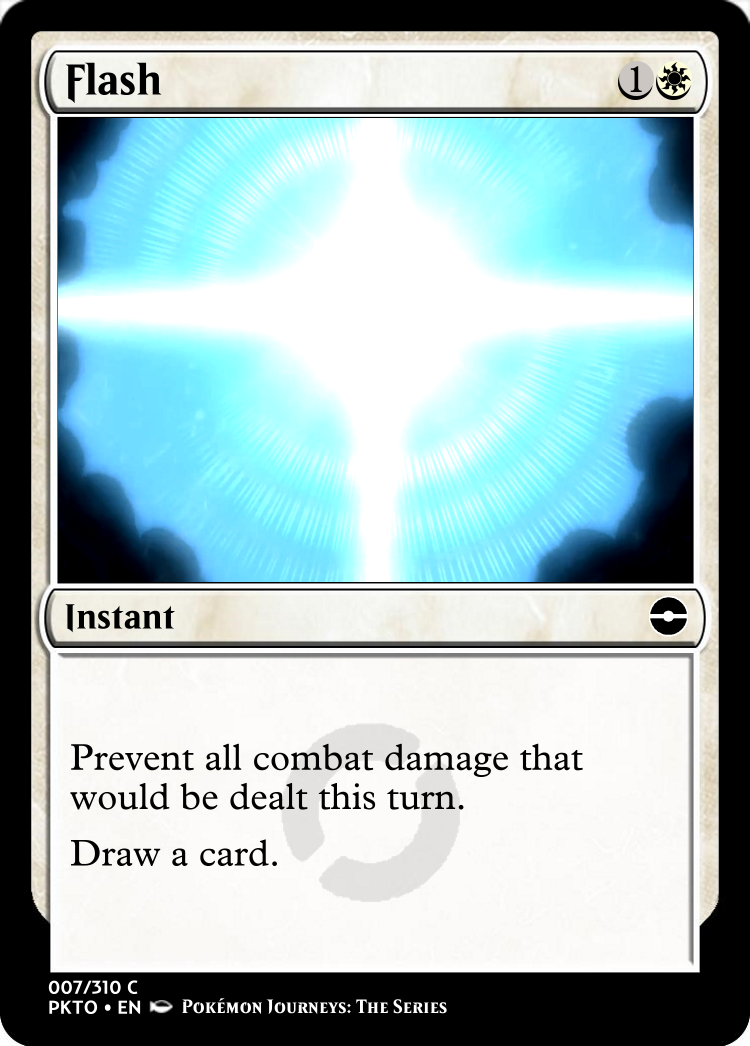 Flash 1
Instant
Prevent all combat damage that
would be dealt this turn.
Draw a card.
007/310 C
PKTO • EN Pokémon Journeys: The Series